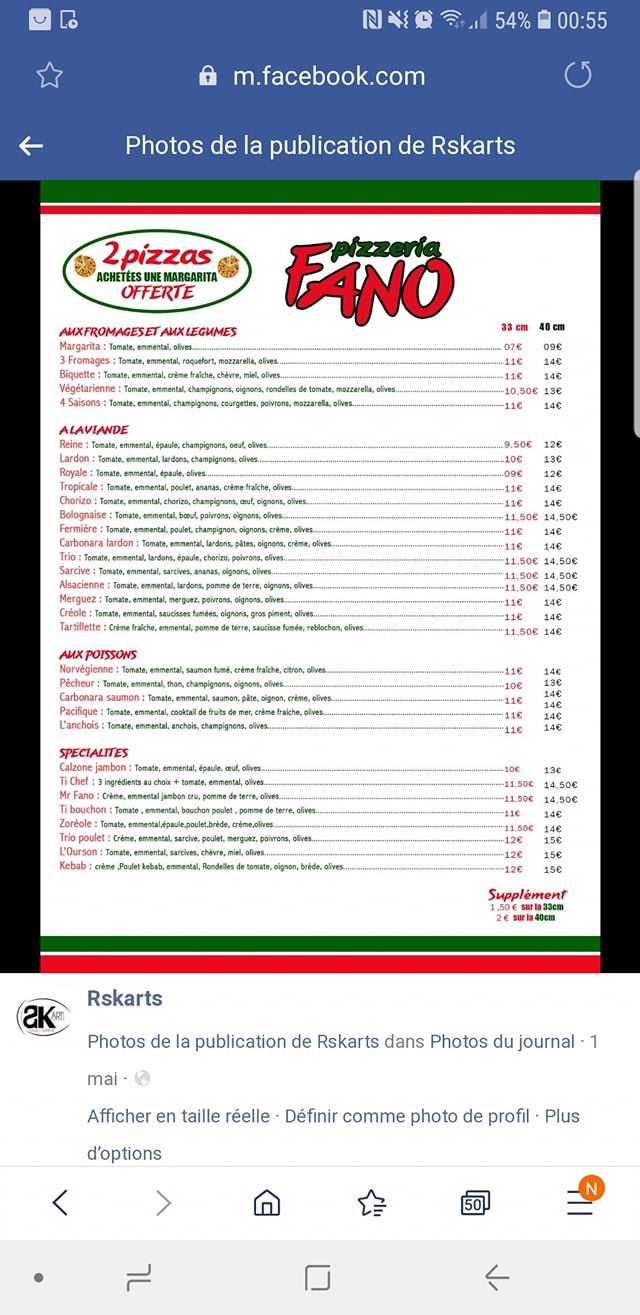 54% 00:55
m.facebook.com
Photos de la publication de Rskarts
2 pizzas
ACHETÉES UNE MARGARITA
OFFERTE
pizzeria
FANO
33 cm 40 cm
AUX FROMAGES ET AUX LEGUMES
Margarita : Tomate, emmental, olives 07€ 09€
3 Fromages : Tomate, emmental, roquefort, mozzarella, olives 11€ 14€
Biquette : Tomate, emmental, crème fraîche, chévre, miel, olives 11€ 14€
Végétarienne : Tomate, emmental, champignons, oignons, rondelles de tomate, mozzarella, olives 10,50€ 13€
4 Saisons : Tomate, emmental, champignons, courgettes, poivrons, mozzarella, olives 11€ 14€
A LA VIANDE
Reine : Tomate, emmental, épaule, champignons, oeuf, olives 9,50€ 12€
Lardon : Tomate, emmental, lardons, champignons, olives 10€ 13€
Royale : Tomate, emmental, épaule, olives 09€ 12€
Tropicale : Tomate, emmental, poulet, ananas, crème fraîche, olives 11€ 14€
Chorizo : Tomate, emmental, chorizo, champignons, œuf, oignons, olives 11€ 14€
Bolognaise : Tomate, emmental, bœuf, poivrons, oignons, olives 11,50€ 14,50€
Fermière : Tomate, emmental, poulet, champignon, oignons, crème, olives 11€ 14€
Carbonara lardon : Tomate, emmental, lardons, pâtes, oignons, crème, olives 11€ 14€
Trio : Tomate, emmental, lardons, épaule, chorizo, poivrons, olives 11,50€ 14,50€
Sarcive : Tomate, emmental, sarcives, ananas, oignons, olives 11,50€ 14,50€
Alsacienne : Tomate, emmental, lardons, pomme de terre, oignons, olives 11,50€ 14,50€
Merguez : Tomate, emmental, merguez, poivrons, oignons, olives 11€ 14€
Créole : Tomate, emmental, saucisses fumées, oignons, gros piment, olives 11€ 14€
Tartiflette : Crème fraîche, emmental, pomme de terre, saucisse fumée, reblochon, olives 11,50€ 14€
AUX POISSONS
Norvégienne : Tomate, emmental, saumon fumé, crème fraîche, citron, olives 11€ 14€
Pêcheur : Tomate, emmental, thon, champignons, oignons, olives 10€ 13€
Carbonara saumon : Tomate, emmental, saumon, pâte, oignon, crème, olives 11€ 14€
Pacifique : Tomate, emmental, cooktail de fruits de mer, crème fraiche, olives 11€ 14€
14€
L'anchois : Tomate, emmental, anchois, champignons, olives 11€ 14€
SPECIALITES
Calzone jambon : Tomate, emmental, épaule, œuf, olives 10€ 13€
Ti Chef : 3 ingrédients au choix + tomate, emmental, olives 11.50€ 14,50€
Mr Fano : Crème, emmental jambon cru, pomme de terre, olives 11.50€ 14,50€
Ti bouchon : Tomate , emmental, bouchon poulet , pomme de terre, olives 11€ 14€
Zoréole : Tomate, emmental,épaule,poulet,brède, crème,olives 11.50€ 14€
Trio poulet : Crème, emmental, sarcive, poulet, merguez, poivrons, olives 12€ 15€
L'Ourson : Tomate, emmental, sarcives, chèvre, miel, olives 12€ 15€
Kebab : crème ,Poulet kebab, emmental, Rondelles de tomate, oignon, brède, olives 12€ 15€
Supplément
1,50 € sur la 33cm
2 € sur la 40cm
Rskarts
Photos de la publication de Rskarts dans Photos du journal · 1
mai ·
Afficher en taille réelle · Définir comme photo de profil · Plus
d'options
50
N